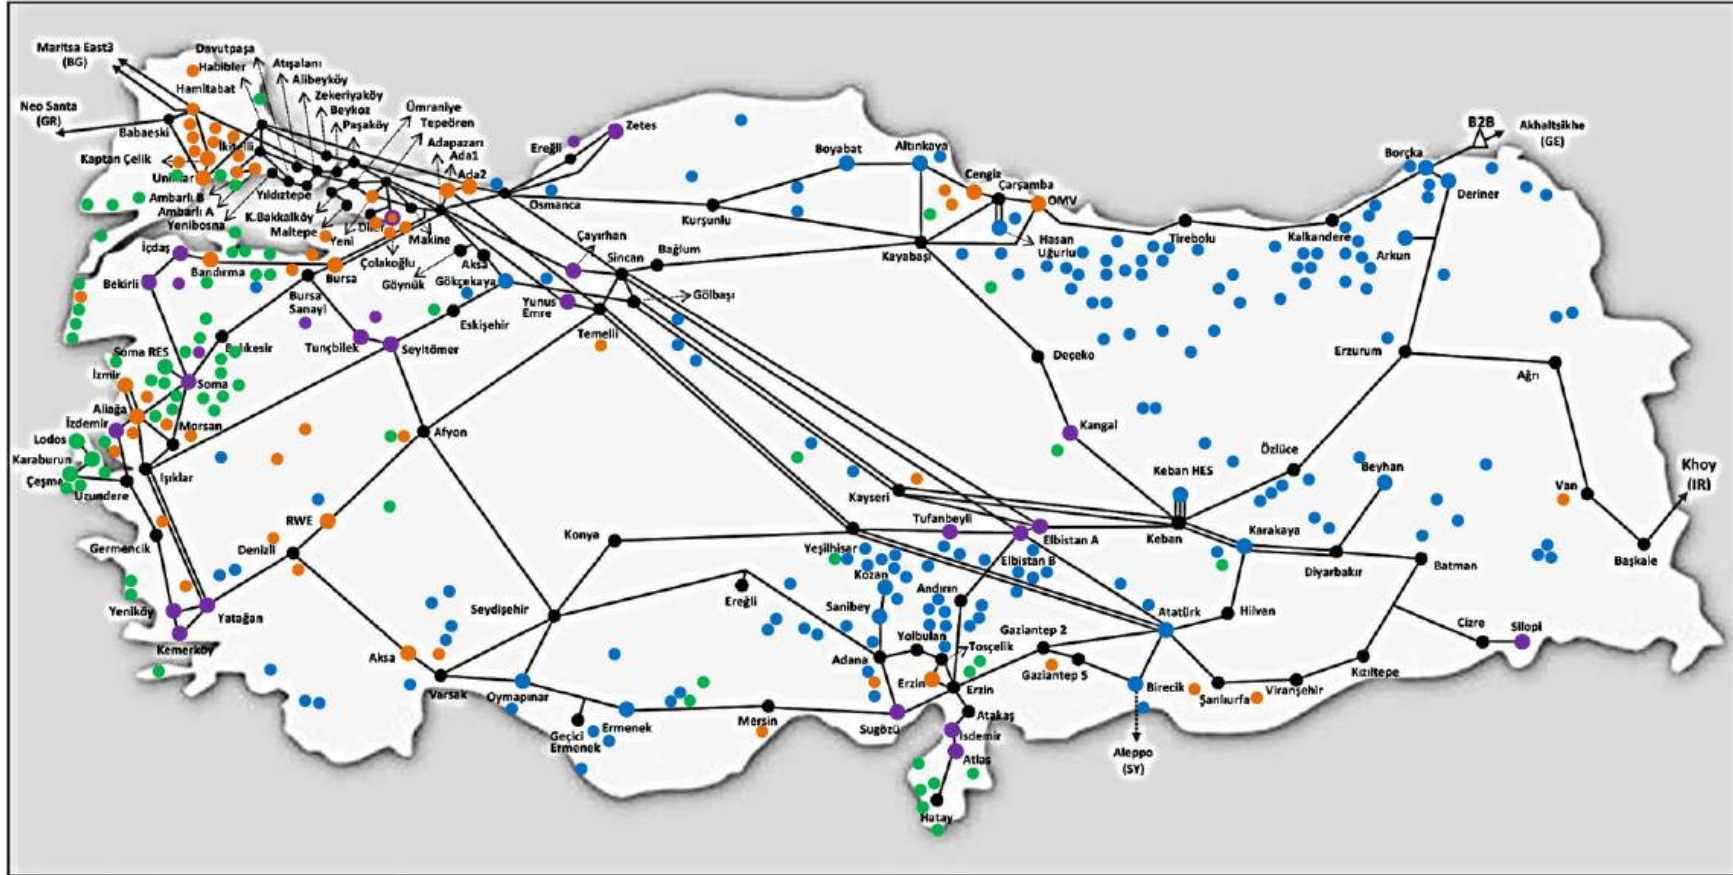 Maritsa East3
(BG)
Neo Santa
(GR)
Davutpaşa
Habibler
Hamitabat
Atışalanı
Alibeyköy
Zekeriyaköy
Beykoz
Paşaköy
Ümraniye
Tepeören
Adapazarı
Ada1
Ada2
Babaeski
İkitelli
Kaptan Çelik
Unimar
Ambarlı B
Ambarlı A
Yenibosna
Yıldıztepe
K.Bakkalköy
Maltepe
Yeni
Diler
Makine
Çolakoğlu
Göynük
Aksa
Gökçekaya
Ereğli
Zetes
Osmanca
Kurşunlu
Boyabat
Altınkaya
Cengiz
Çarşamba
OMV
Hasan
Uğurlu
Kayabaşı
Tirebolu
Kalkandere
Borçka
B2B
Akhaltsikhe
(GE)
Deriner
Arkun
İçdaş
Bandırma
Bursa
Bekirli
Bursa
Sanayi
Çayırhan
Sincan
Bağlum
Gölbaşı
Yunus
Emre
Temelli
Eskişehir
Tunçbilek
Seyitömer
Balıkesir
Soma RES
Soma
İzmir
Aliağa
İzdemir
Morsan
Lodos
Karaburun
Çeşme
Uzundere
Işıklar
Afyon
Deçeko
Kangal
Erzurum
Ağrı
Özlüce
Keban HES
Beyhan
Van
Khoy
(IR)
Başkale
Kayseri
Tufanbeyli
Elbistan A
Elbistan B
Keban
Karakaya
Diyarbakır
Batman
RWE
Denizli
Germencik
Konya
Yeşilhisar
Kozan
Andırın
Sanibey
Ereğli
Seydişehir
Yeniköy
Yatağan
Kemerköy
Aksa
Varsak
Oymapınar
Geçici
Ermenek
Ermenek
Mersin
Adana
Yolbulan
Tosçelik
Erzin
Erzin
Sugözü
Atakaş
İsdemir
Atlas
Hatay
Gaziantep 2
Gaziantep 5
Atatürk
Hilvan
Birecik
Aleppo
(SY)
Şanlıurfa
Viranşehir
Kızıltepe
Cizre
Silopi